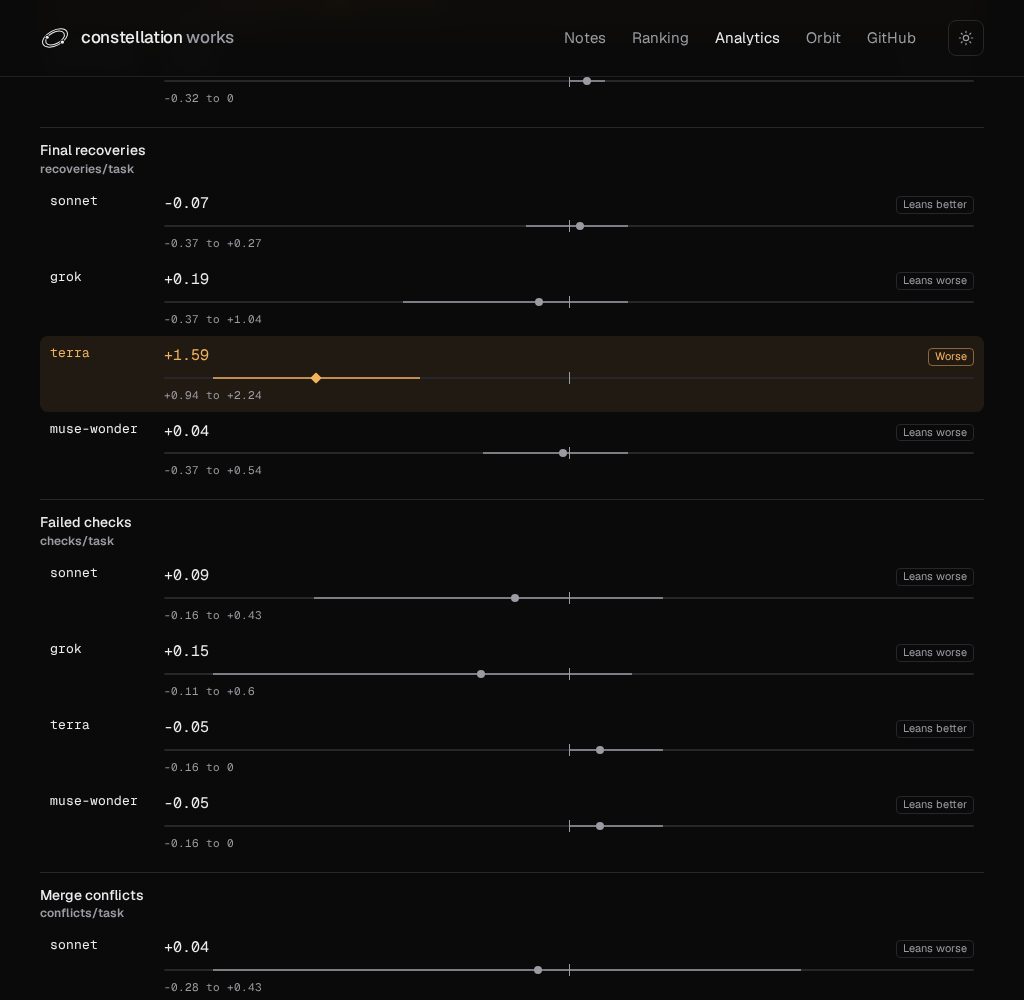 constellation works
Notes Ranking Analytics Orbit GitHub
-0.32 to 0
Final recoveries
recoveries/task
sonnet -0.07 Leans better
-0.37 to +0.27
grok +0.19 Leans worse
-0.37 to +1.04
terra +1.59 Worse
+0.94 to +2.24
muse-wonder +0.04 Leans worse
-0.37 to +0.54
Failed checks
checks/task
sonnet +0.09 Leans worse
-0.16 to +0.43
grok +0.15 Leans worse
-0.11 to +0.6
terra -0.05 Leans better
-0.16 to 0
muse-wonder -0.05 Leans better
-0.16 to 0
Merge conflicts
conflicts/task
sonnet +0.04 Leans worse
-0.28 to +0.43